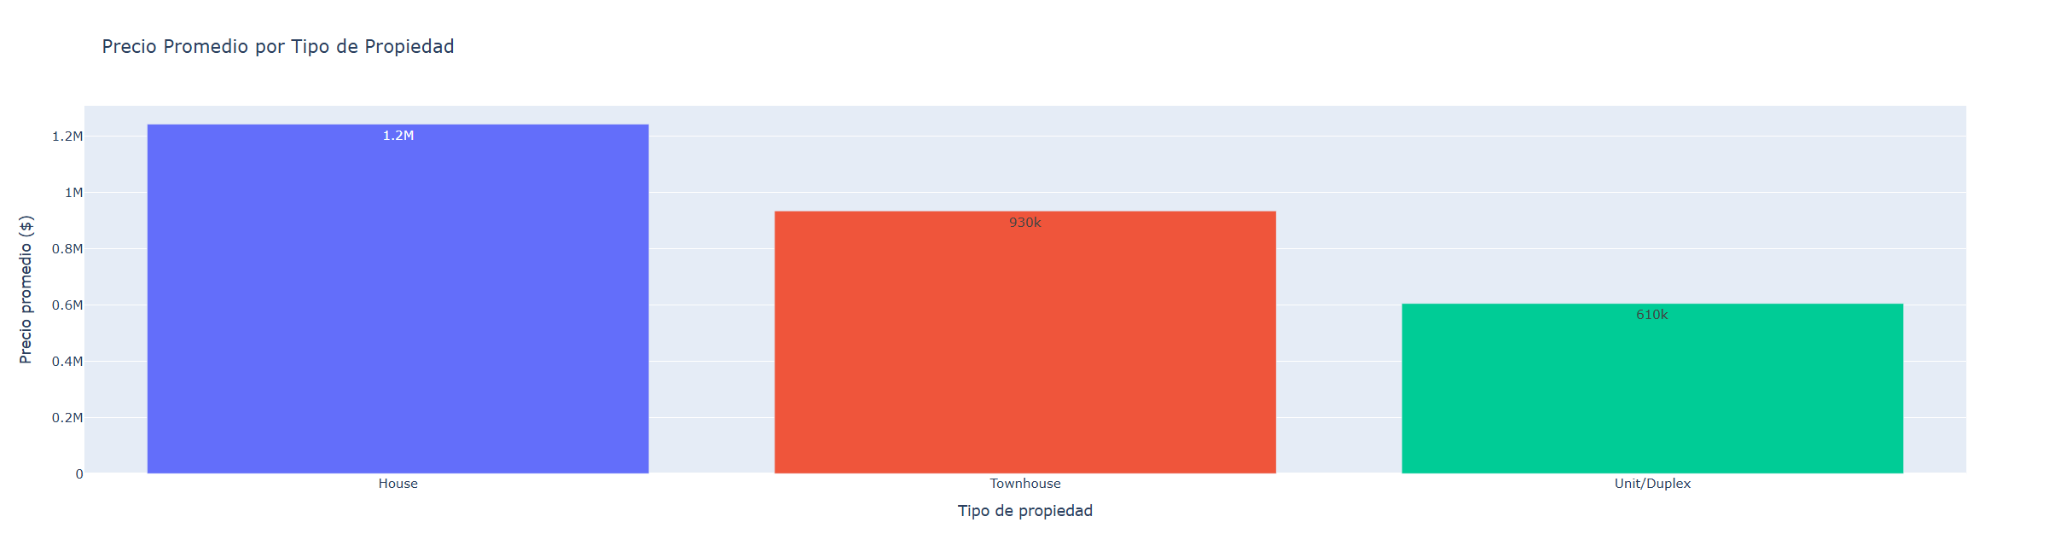 Precio Promedio por Tipo de Propiedad
Precio promedio ($)
1.2M
1M
0.8M
0.6M
0.4M
0.2M
0
1.2M
930k
610k
House
Townhouse
Unit/Duplex
Tipo de propiedad